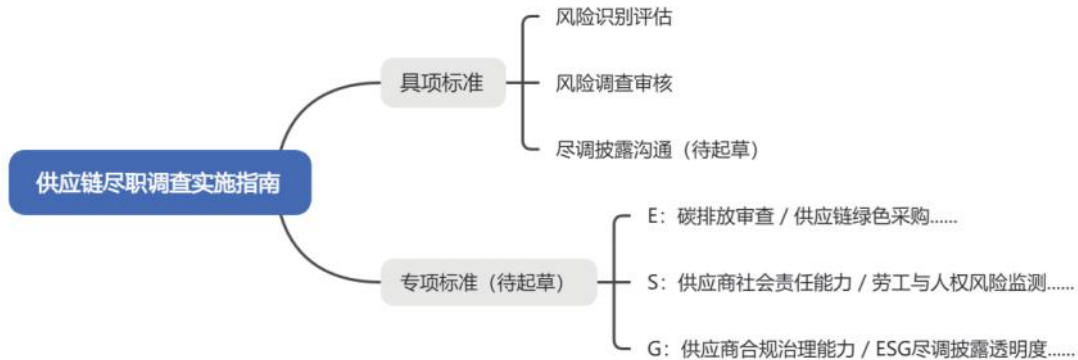 供应链尽职调查实施指南
具项标准
风险识别评估
风险调查审核
尽调披露沟通（待起草）
专项标准（待起草）
E：碳排放审查 / 供应链绿色采购......
S：供应商社会责任能力 / 劳工与人权风险监测......
G：供应商合规治理能力 / ESG尽调披露透明度......